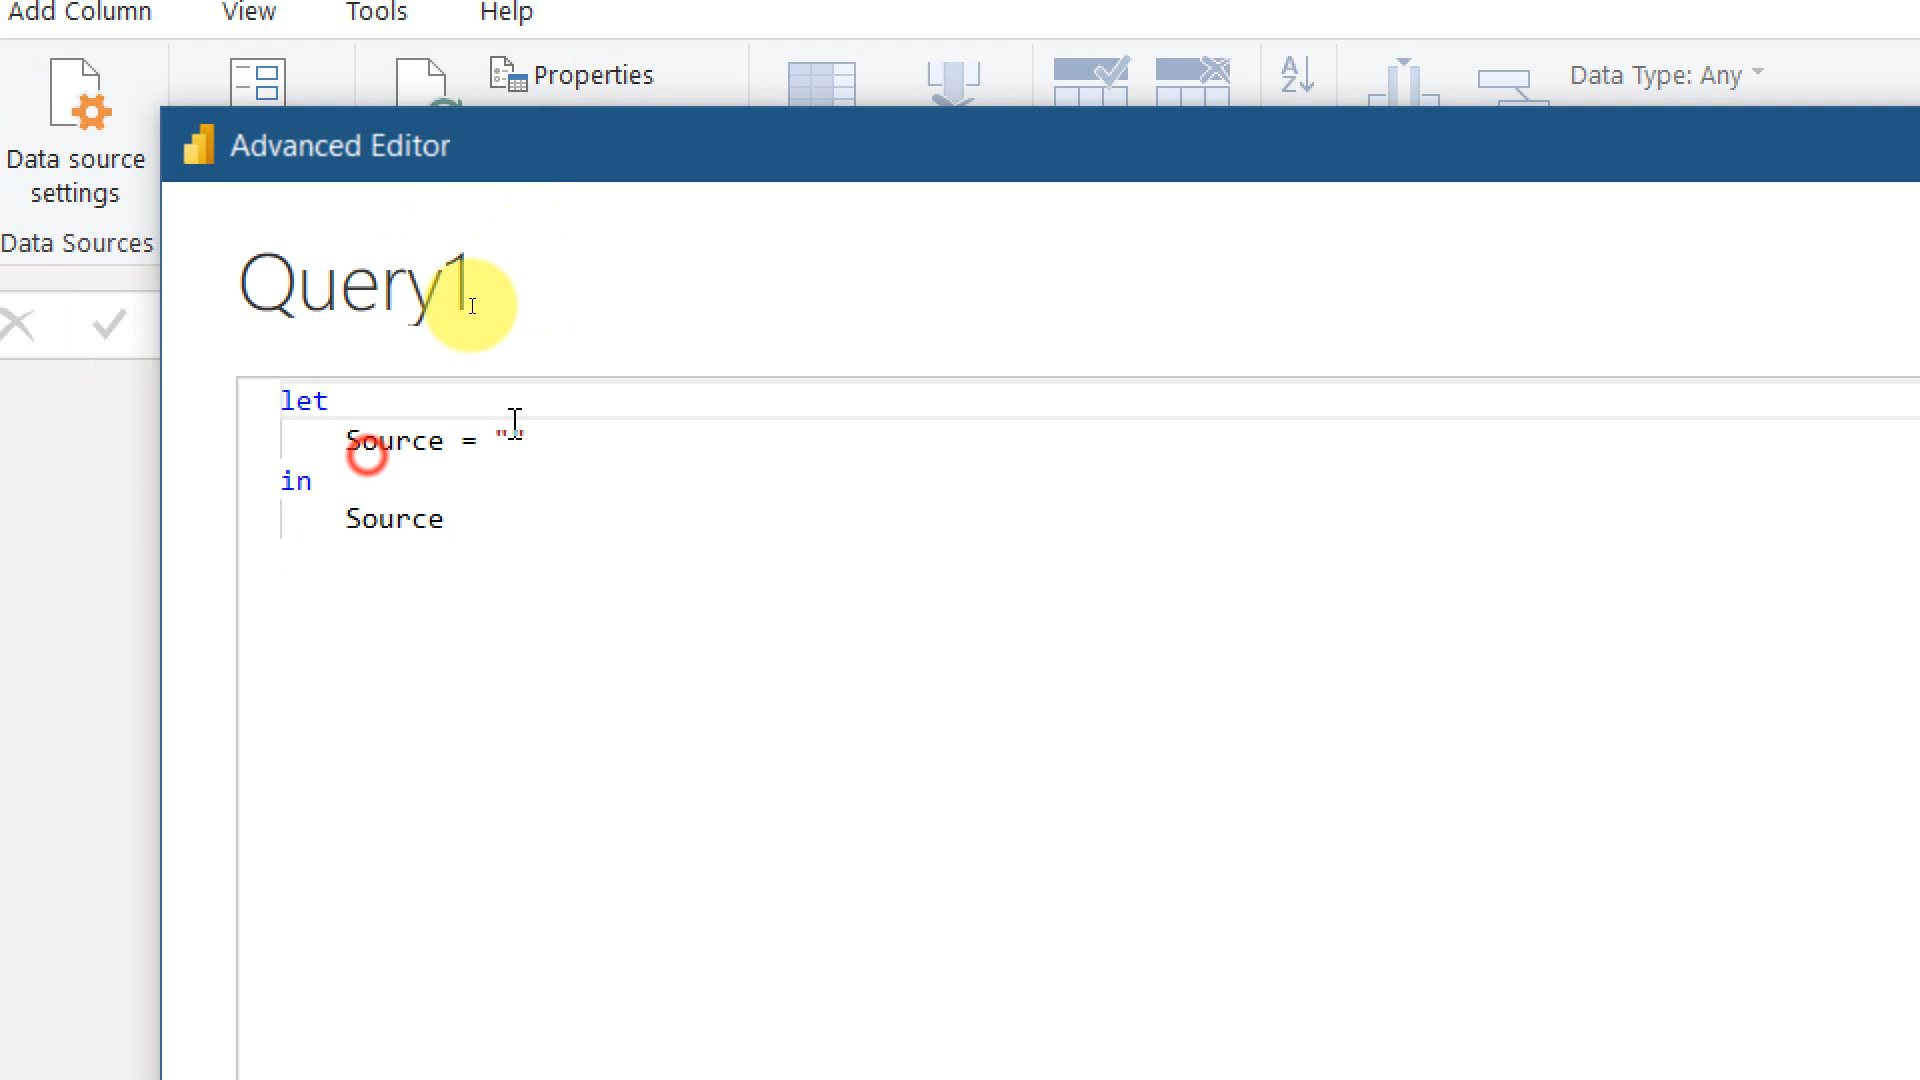 Add Column View Tools Help
Properties
Data Type: Any
Data source
settings
Data Sources
Advanced Editor
Query1
let
Source = ""
in
Source